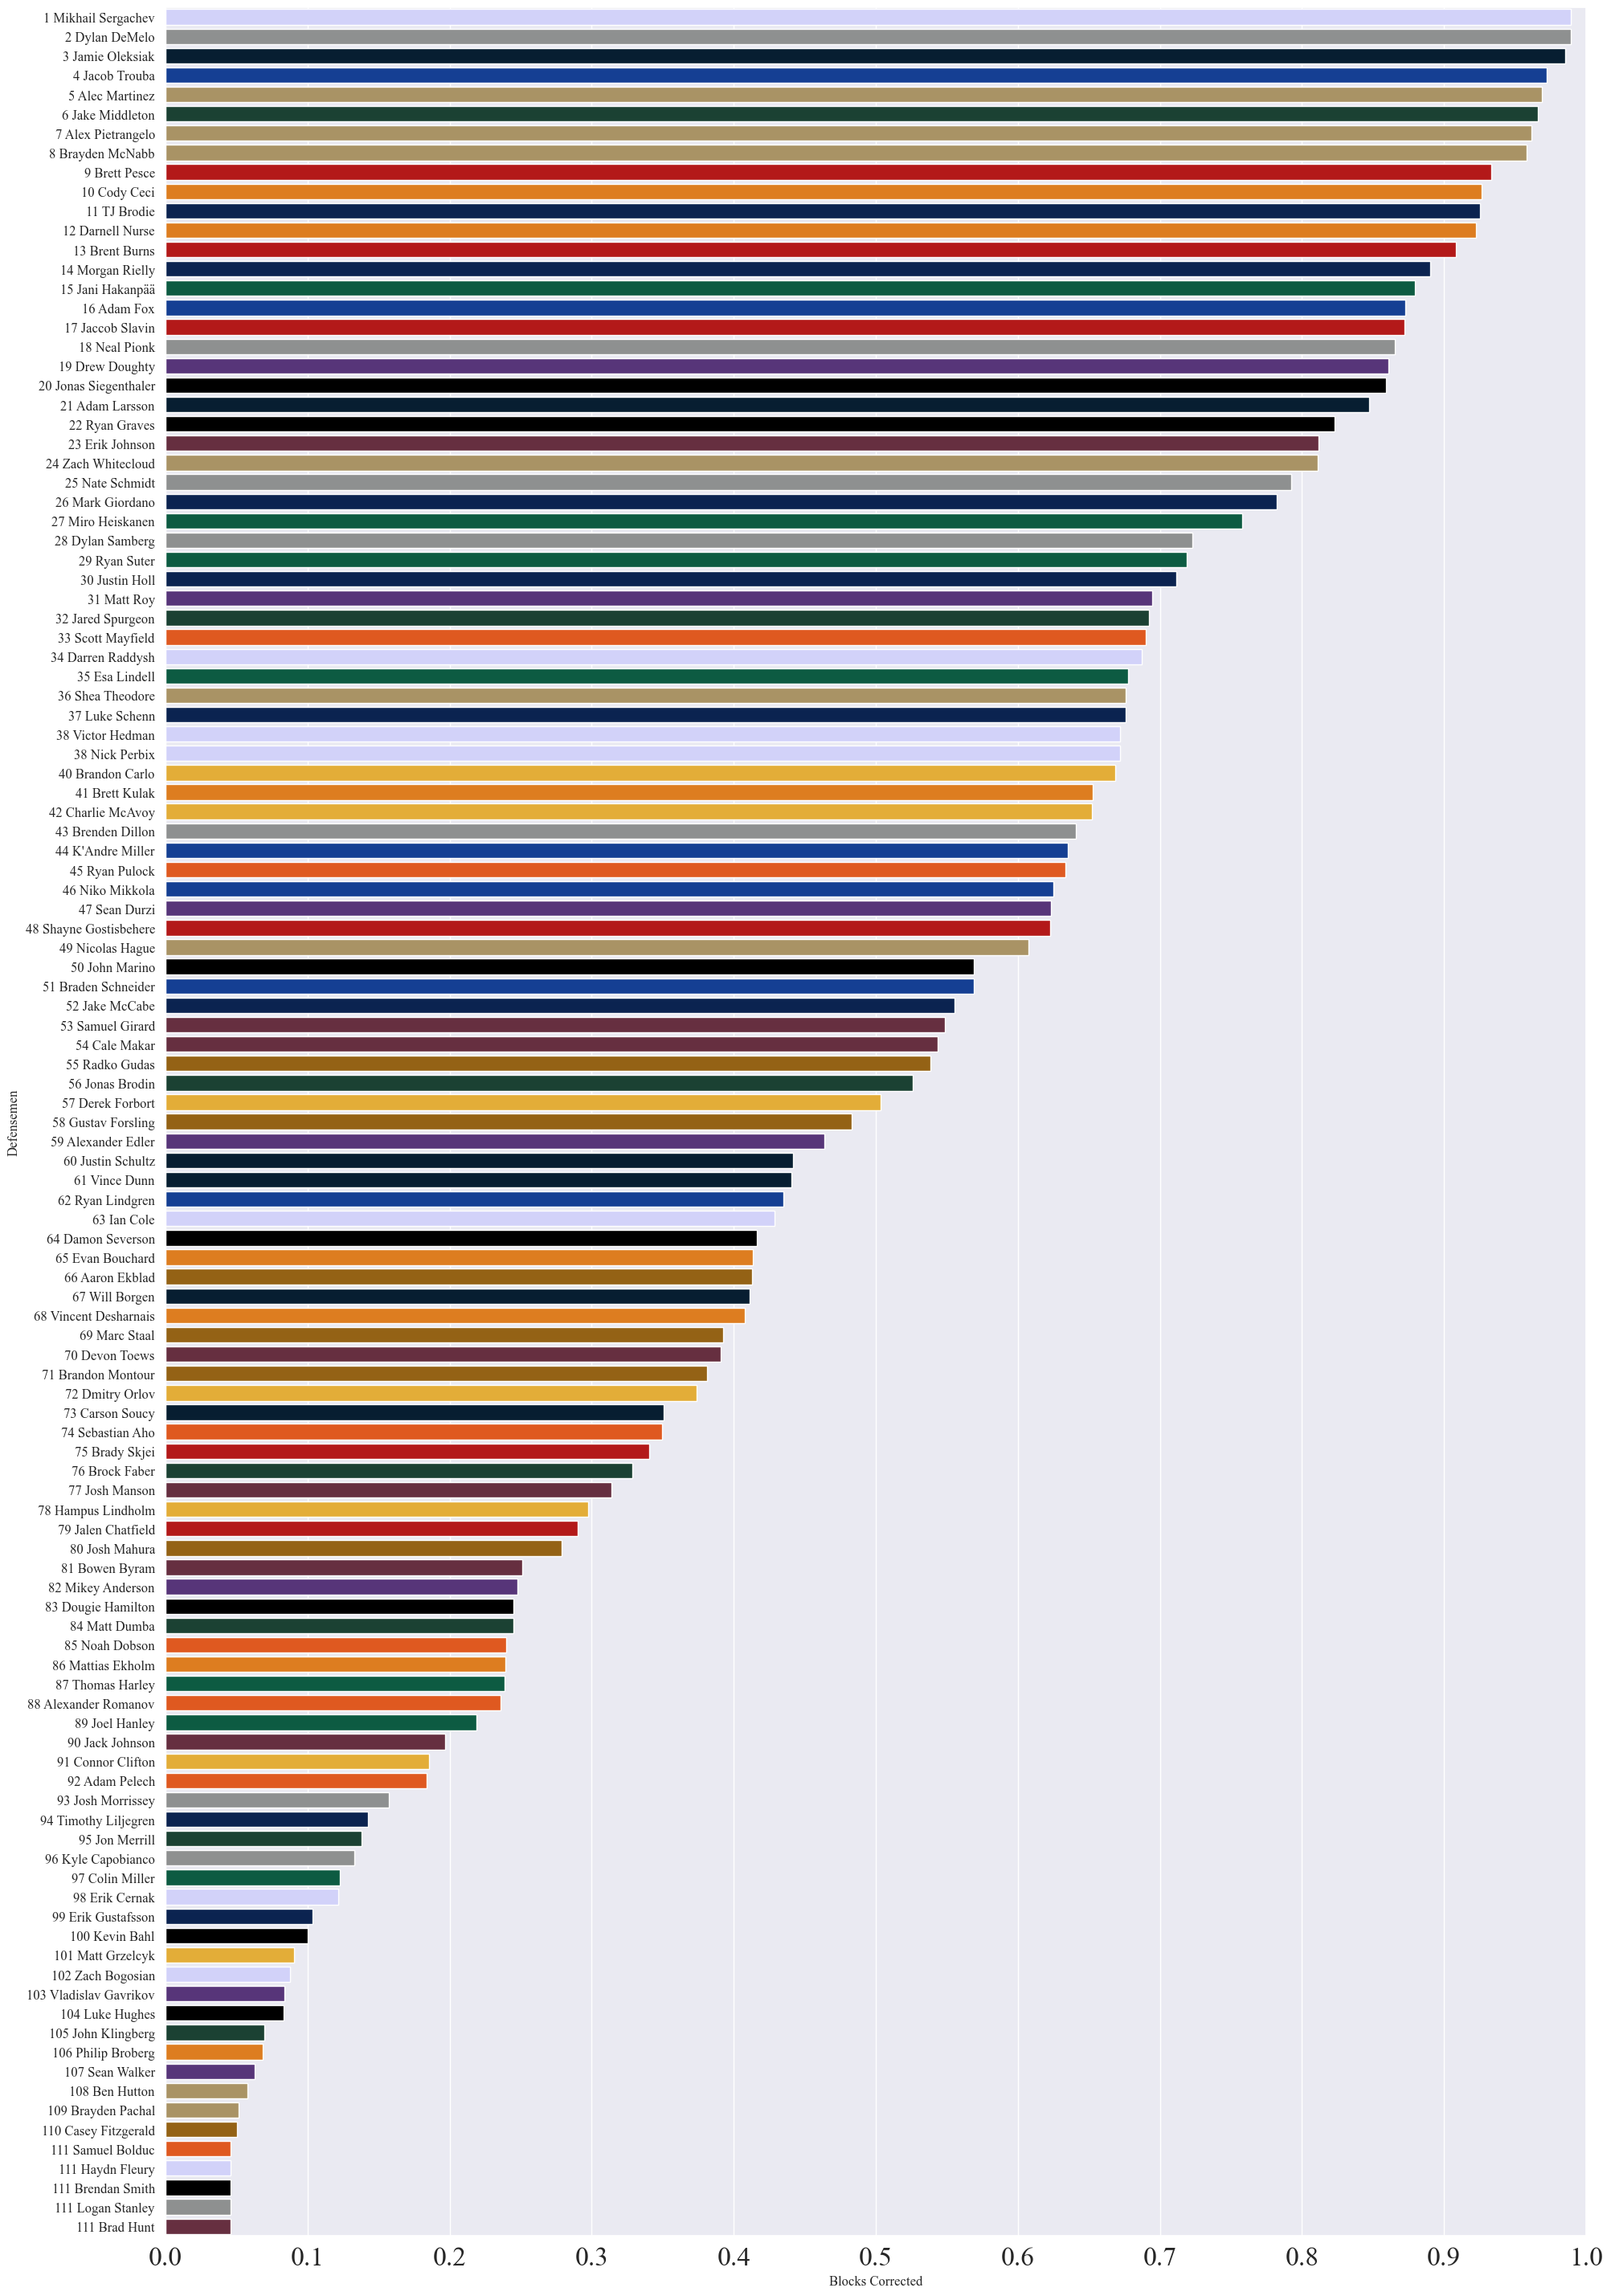 1 Mikhail Sergachev
2 Dylan DeMelo
3 Jamie Oleksiak
4 Jacob Trouba
5 Alec Martinez
6 Jake Middleton
7 Alex Pietrangelo
8 Brayden McNabb
9 Brett Pesce
10 Cody Ceci
11 TJ Brodie
12 Darnell Nurse
13 Brent Burns
14 Morgan Rielly
15 Jani Hakanpää
16 Adam Fox
17 Jaccob Slavin
18 Neal Pionk
19 Drew Doughty
20 Jonas Siegenthaler
21 Adam Larsson
22 Ryan Graves
23 Erik Johnson
24 Zach Whitecloud
25 Nate Schmidt
26 Mark Giordano
27 Miro Heiskanen
28 Dylan Samberg
29 Ryan Suter
30 Justin Holl
31 Matt Roy
32 Jared Spurgeon
33 Scott Mayfield
34 Darren Raddysh
35 Esa Lindell
36 Shea Theodore
37 Luke Schenn
38 Victor Hedman
38 Nick Perbix
40 Brandon Carlo
41 Brett Kulak
42 Charlie McAvoy
43 Brenden Dillon
44 K'Andre Miller
45 Ryan Pulock
46 Niko Mikkola
47 Sean Durzi
48 Shayne Gostisbehere
49 Nicolas Hague
50 John Marino
51 Braden Schneider
52 Jake McCabe
53 Samuel Girard
54 Cale Makar
55 Radko Gudas
56 Jonas Brodin
57 Derek Forbort
58 Gustav Forsling
59 Alexander Edler
60 Justin Schultz
61 Vince Dunn
62 Ryan Lindgren
63 Ian Cole
64 Damon Severson
65 Evan Bouchard
66 Aaron Ekblad
67 Will Borgen
68 Vincent Desharnais
69 Marc Staal
70 Devon Toews
71 Brandon Montour
72 Dmitry Orlov
73 Carson Soucy
74 Sebastian Aho
75 Brady Skjei
76 Brock Faber
77 Josh Manson
78 Hampus Lindholm
79 Jalen Chatfield
80 Josh Mahura
81 Bowen Byram
82 Mikey Anderson
83 Dougie Hamilton
84 Matt Dumba
85 Noah Dobson
86 Mattias Ekholm
87 Thomas Harley
88 Alexander Romanov
89 Joel Hanley
90 Jack Johnson
91 Connor Clifton
92 Adam Pelech
93 Josh Morrissey
94 Timothy Liljegren
95 Jon Merrill
96 Kyle Capobianco
97 Colin Miller
98 Erik Cernak
99 Erik Gustafsson
100 Kevin Bahl
101 Matt Grzelcyk
102 Zach Bogosian
103 Vladislav Gavrikov
104 Luke Hughes
105 John Klingberg
106 Philip Broberg
107 Sean Walker
108 Ben Hutton
109 Brayden Pachal
110 Casey Fitzgerald
111 Samuel Bolduc
111 Haydn Fleury
111 Brendan Smith
111 Logan Stanley
111 Brad Hunt
Defensemen
0.0 0.1 0.2 0.3 0.4 0.5 0.6 0.7 0.8 0.9 1.0
Blocks Corrected